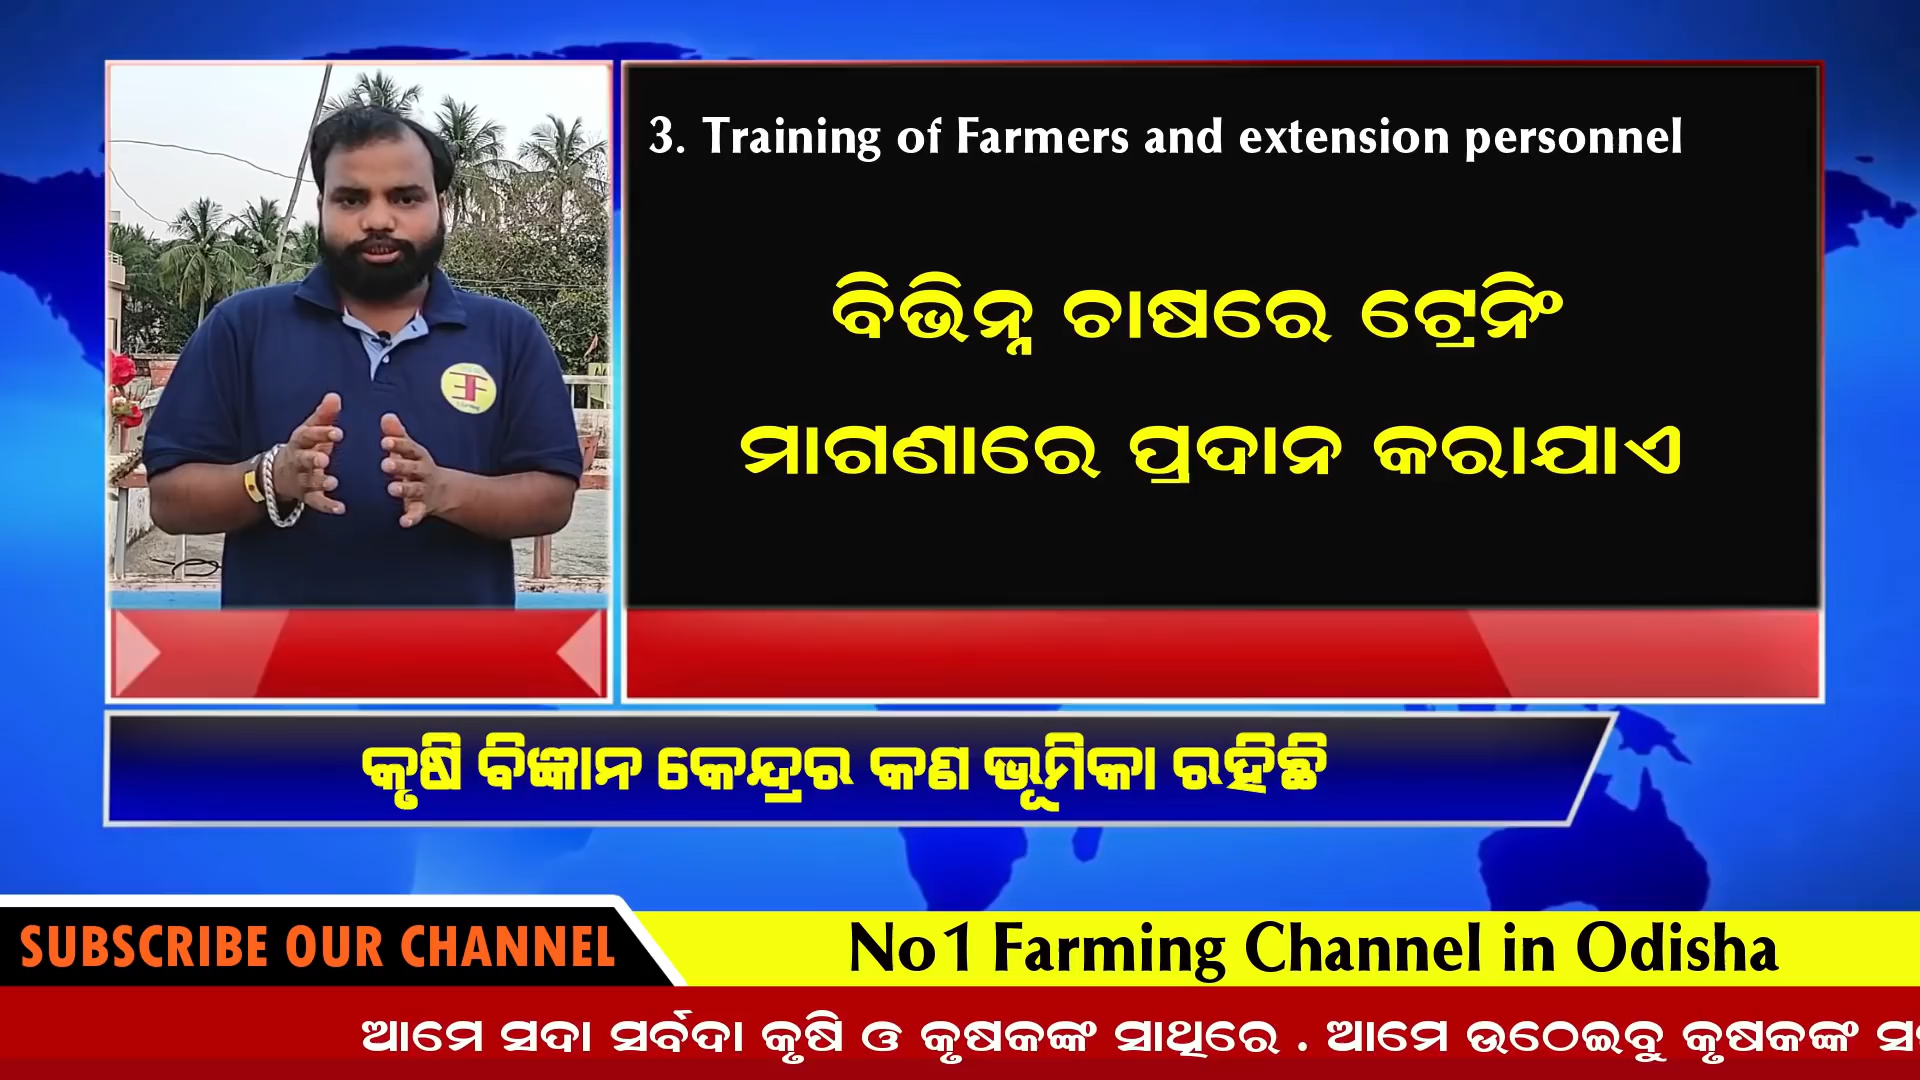 3. Training of Farmers and extension personnel
ବିଭିନ୍ନ ଚାଷରେ ଟ୍ରେନିଂ
ମାଗଣାରେ ପ୍ରଦାନ କରାଯାଏ
କୃଷି ବିଜ୍ଞାନ କେନ୍ଦ୍ରର କଣ ଭୂମିକା ରହିଛି
SUBSCRIBE OUR CHANNEL
No1 Farming Channel in Odisha
ଆମେ ସଦା ସର୍ବଦା କୃଷି ଓ କୃଷକଙ୍କ ସାଥିରେ . ଆମେ ଉଠେଇବୁ କୃଷକଙ୍କ